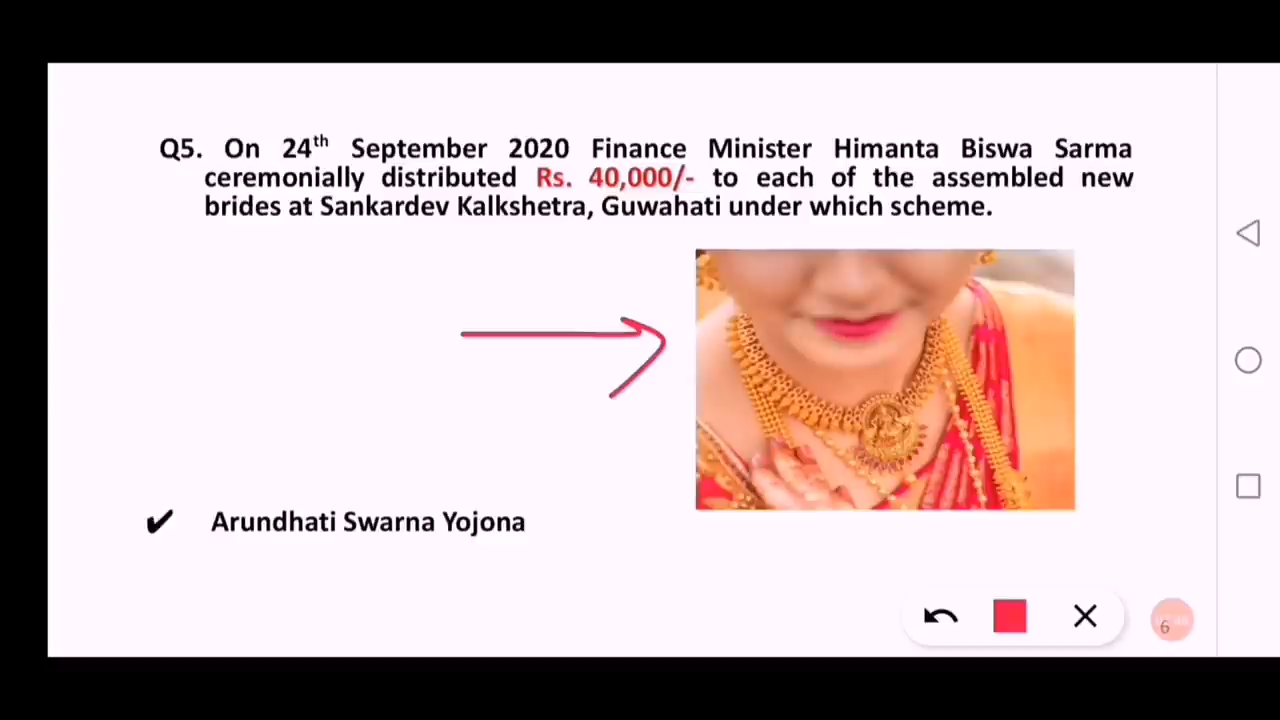 Q5. On 24th September 2020 Finance Minister Himanta Biswa Sarma
ceremonially distributed Rs. 40,000/- to each of the assembled new
brides at Sankardev Kalkshetra, Guwahati under which scheme.
✔ Arundhati Swarna Yojona
6